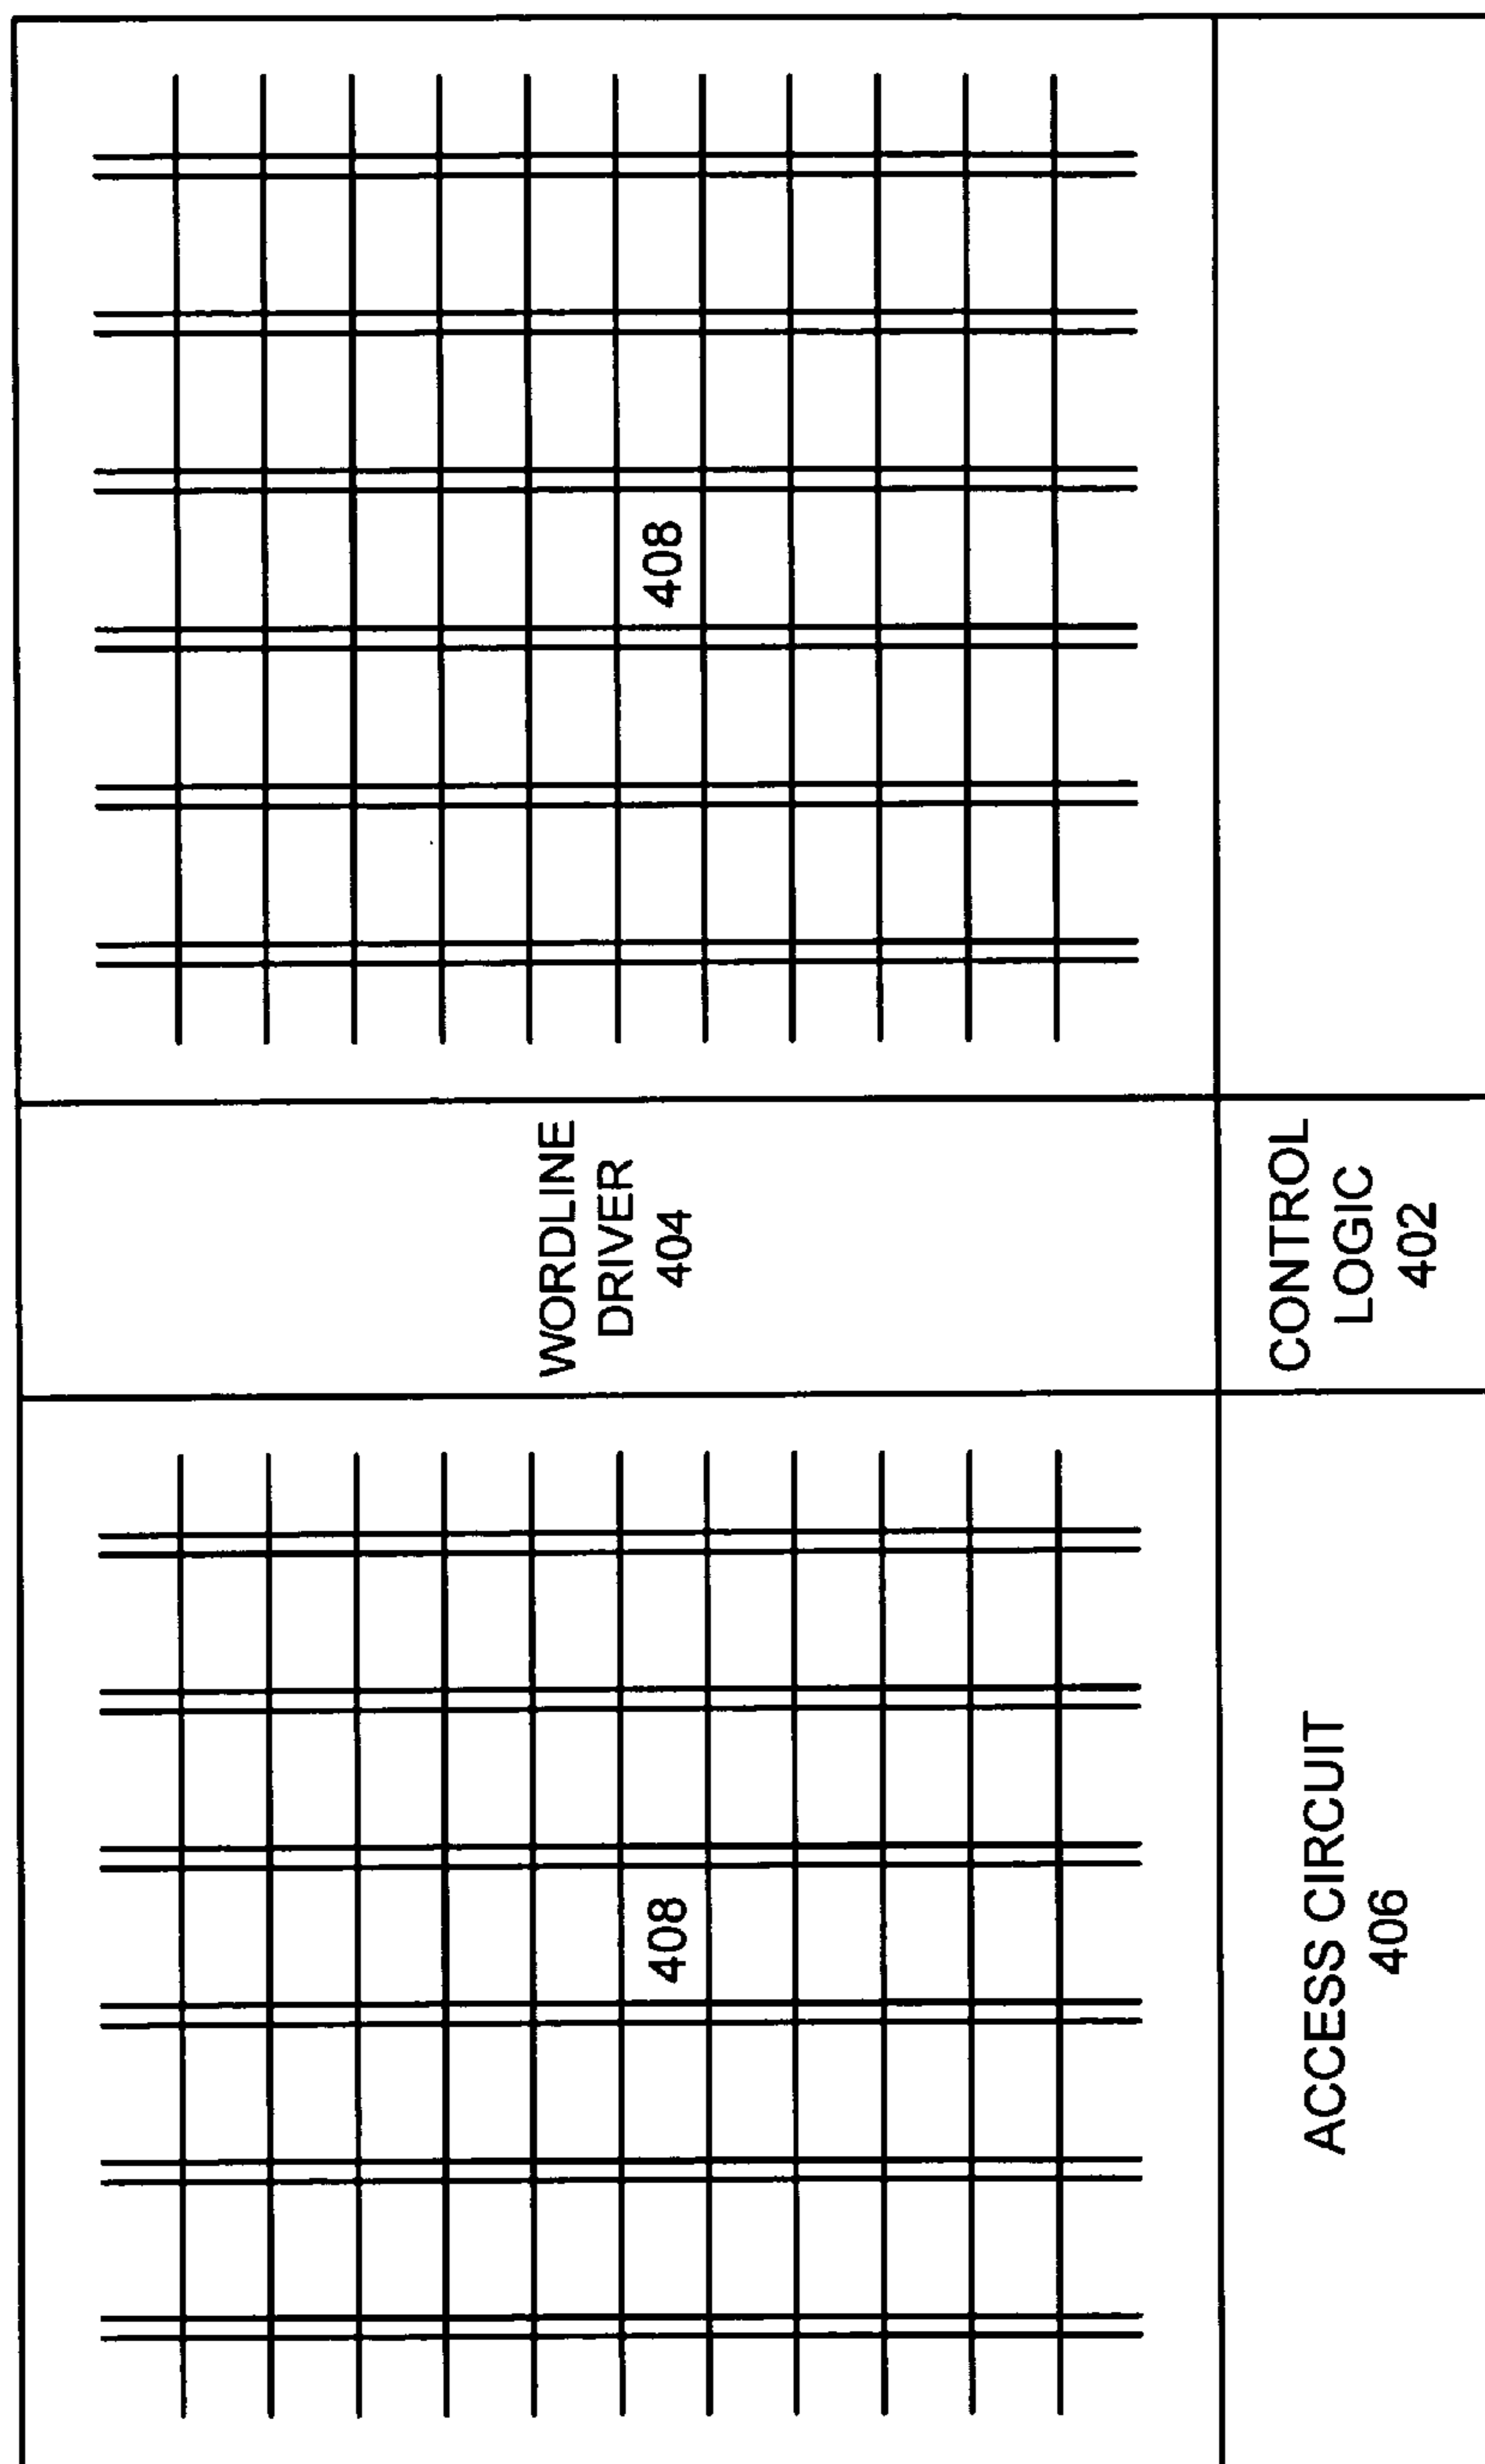 408
WORDLINE
DRIVER
404
408
ACCESS CIRCUIT
406
CONTROL
LOGIC
402